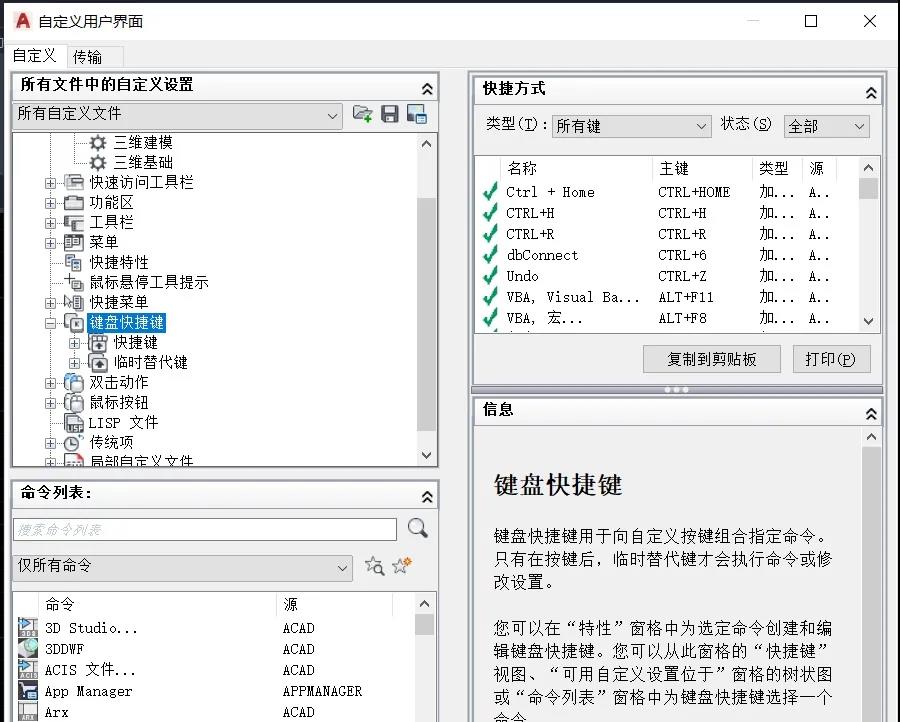 自定义用户界面
自定义 传输
所有文件中的自定义设置
所有自定义文件
三维建模
三维基础
快速访问工具栏
功能区
工具栏
菜单
快捷特性
鼠标悬停工具提示
快捷菜单
键盘快捷键
快捷键
临时替代键
双击动作
鼠标按钮
LISP 文件
传统项
局部自定义文件
命令列表:
搜索命令列表
仅所有命令
命令 源
3D Studio... ACAD
3DDWF ACAD
ACIS 文件... ACAD
App Manager APPMANAGER
Arx ACAD
快捷方式
类型(T): 所有键 状态(S) 全部
名称 主键 类型 源
Ctrl + Home CTRL+HOME 加... A..
CTRL+H CTRL+H 加... A..
CTRL+R CTRL+R 加... A..
dbConnect CTRL+6 加... A..
Undo CTRL+Z 加... A..
VBA, Visual Ba... ALT+F11 加... A..
VBA, 宏... ALT+F8 加... A..
复制到剪贴板 打印(P)
信息
键盘快捷键
键盘快捷键用于向自定义按键组合指定命令。
只有在按键后，临时替代键才会执行命令或修
改设置。
您可以在“特性”窗格中为选定命令创建和编
辑键盘快捷键。您可以从此窗格的“快捷键”
视图、“可用自定义设置位于”窗格的树状图
或“命令列表”窗格中为键盘快捷键选择一个
命令